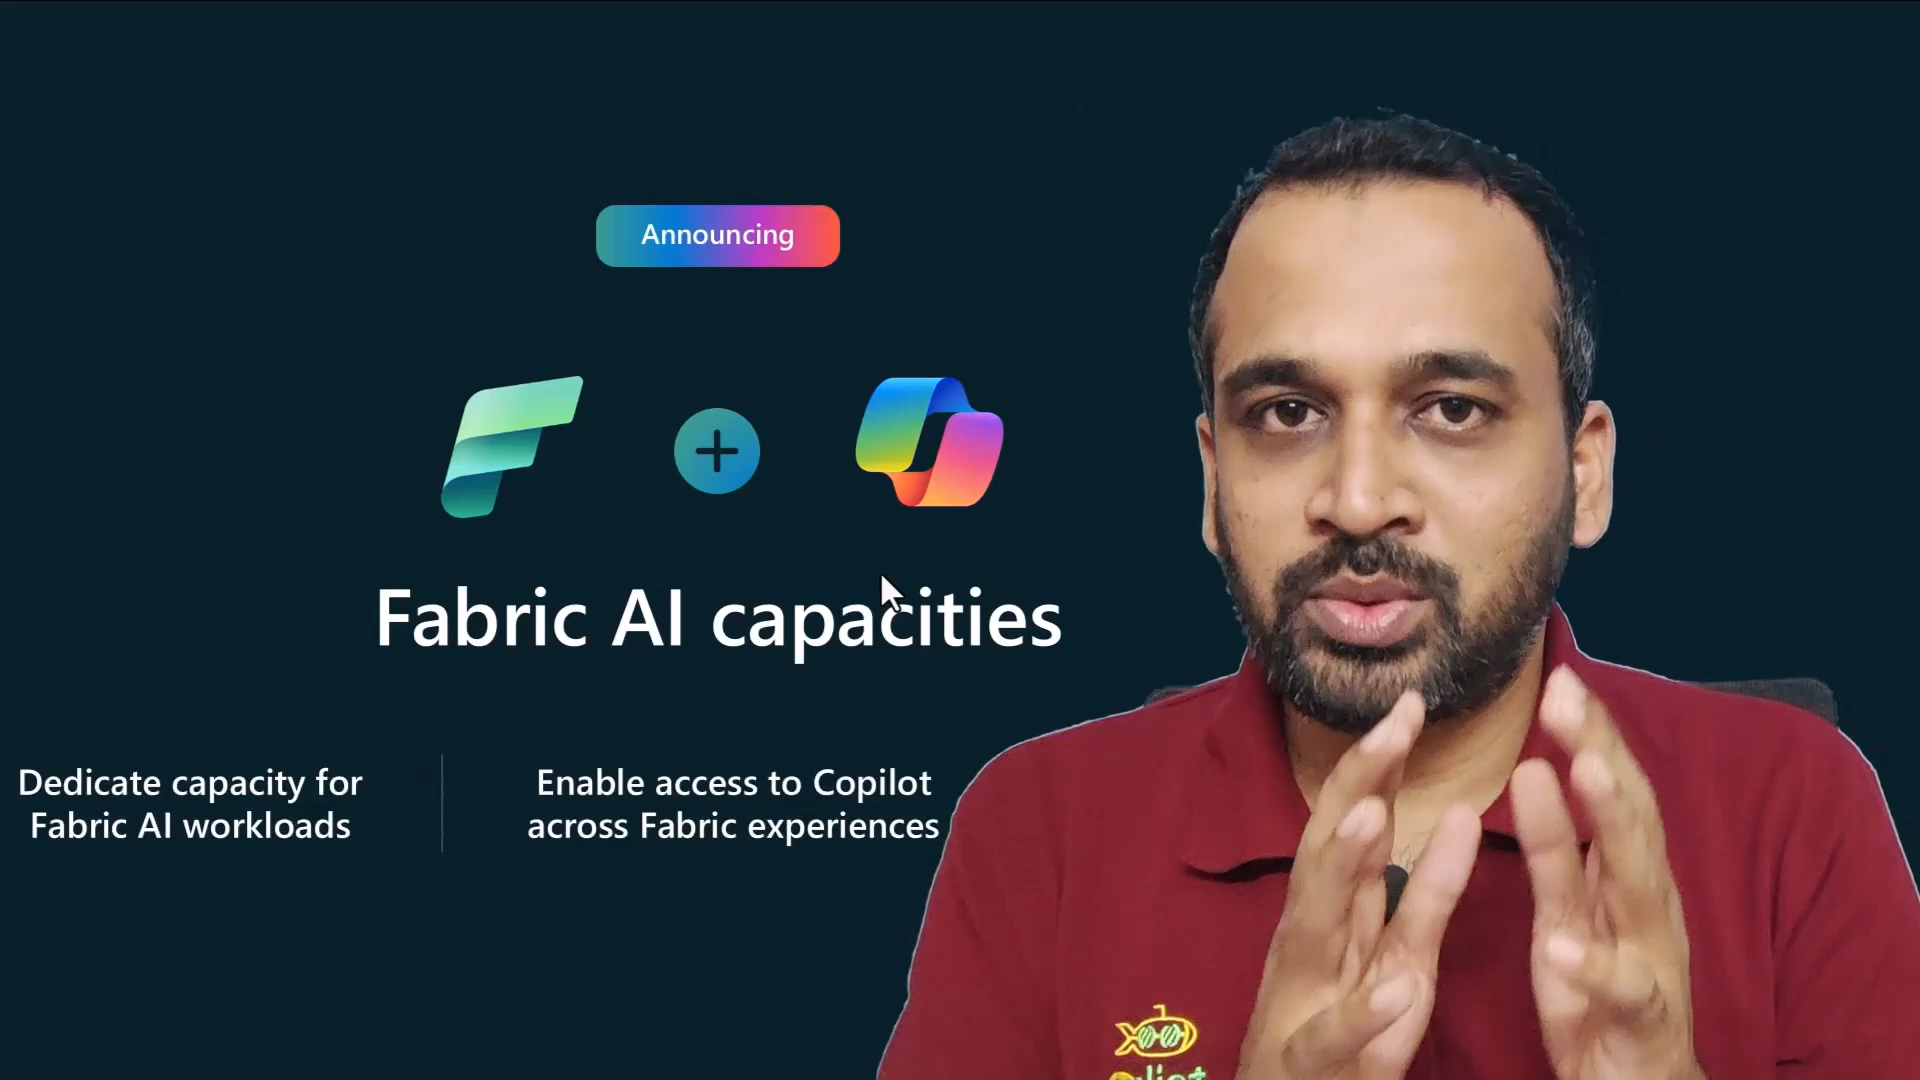 Announcing
Fabric AI capacities
Dedicate capacity for
Fabric AI workloads
Enable access to Copilot
across Fabric experiences